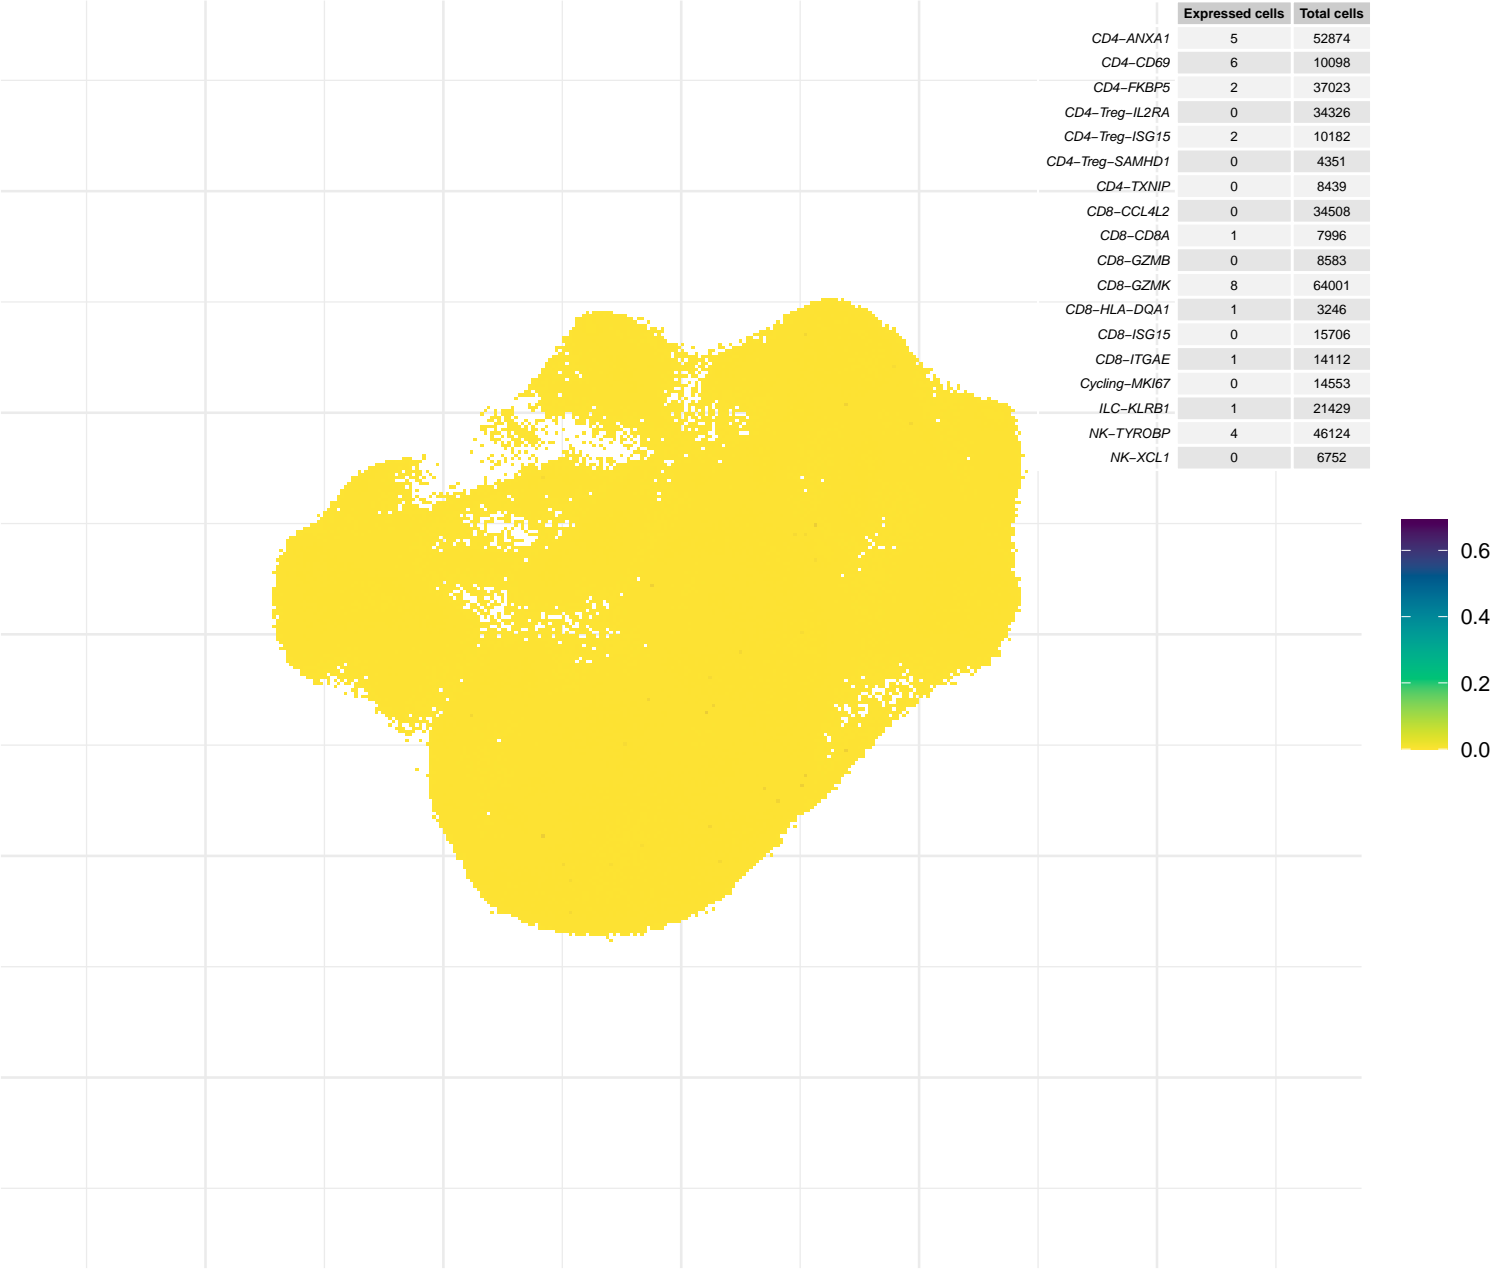 Expressed cells Total cells
CD4−ANXA1 5 52874
CD4−CD69 6 10098
CD4−FKBP5 2 37023
CD4−Treg−IL2RA 0 34326
CD4−Treg−ISG15 2 10182
CD4−Treg−SAMHD1 0 4351
CD4−TXNIP 0 8439
CD8−CCL4L2 0 34508
CD8−CD8A 1 7996
CD8−GZMB 0 8583
CD8−GZMK 8 64001
CD8−HLA−DQA1 1 3246
CD8−ISG15 0 15706
CD8−ITGAE 1 14112
Cycling−MKI67 0 14553
ILC−KLRB1 1 21429
NK−TYROBP 4 46124
NK−XCL1 0 6752
0.6
0.4
0.2
0.0